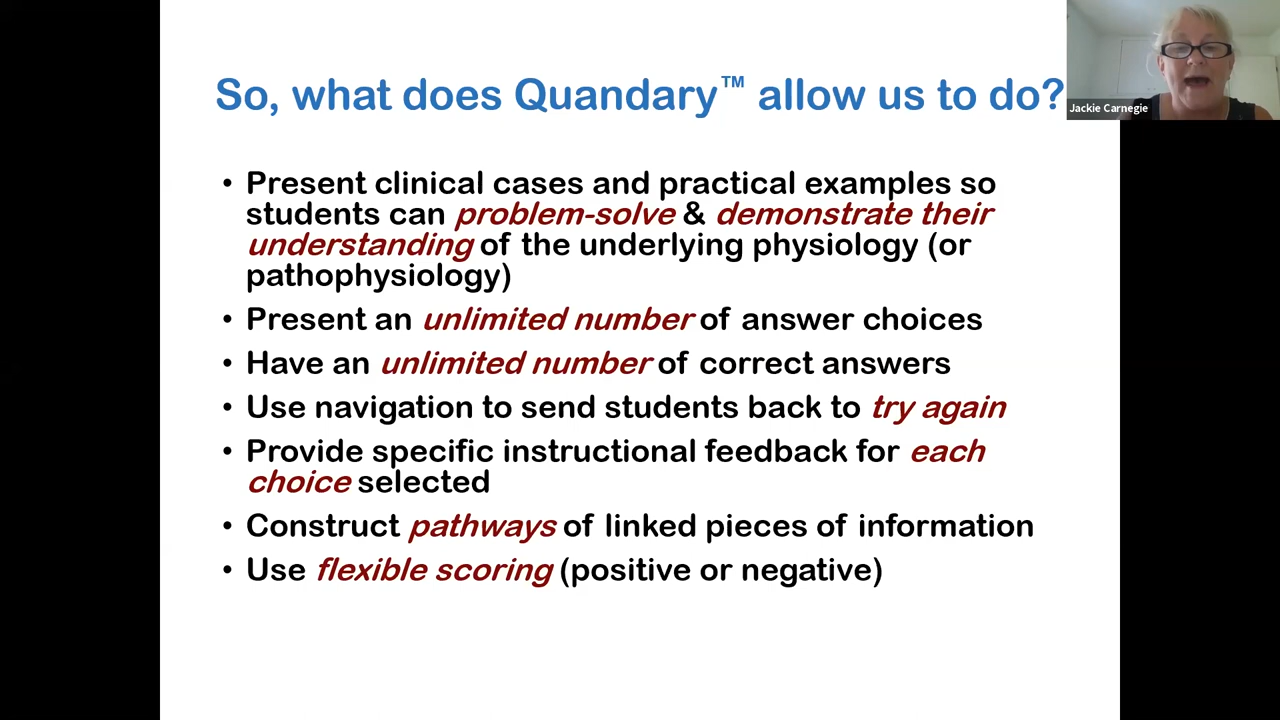 So, what does Quandary™ allow us to do?
Jackie Carnegie
• Present clinical cases and practical examples so
students can problem-solve & demonstrate their
understanding of the underlying physiology (or
pathophysiology)
• Present an unlimited number of answer choices
• Have an unlimited number of correct answers
• Use navigation to send students back to try again
• Provide specific instructional feedback for each
choice selected
• Construct pathways of linked pieces of information
• Use flexible scoring (positive or negative)